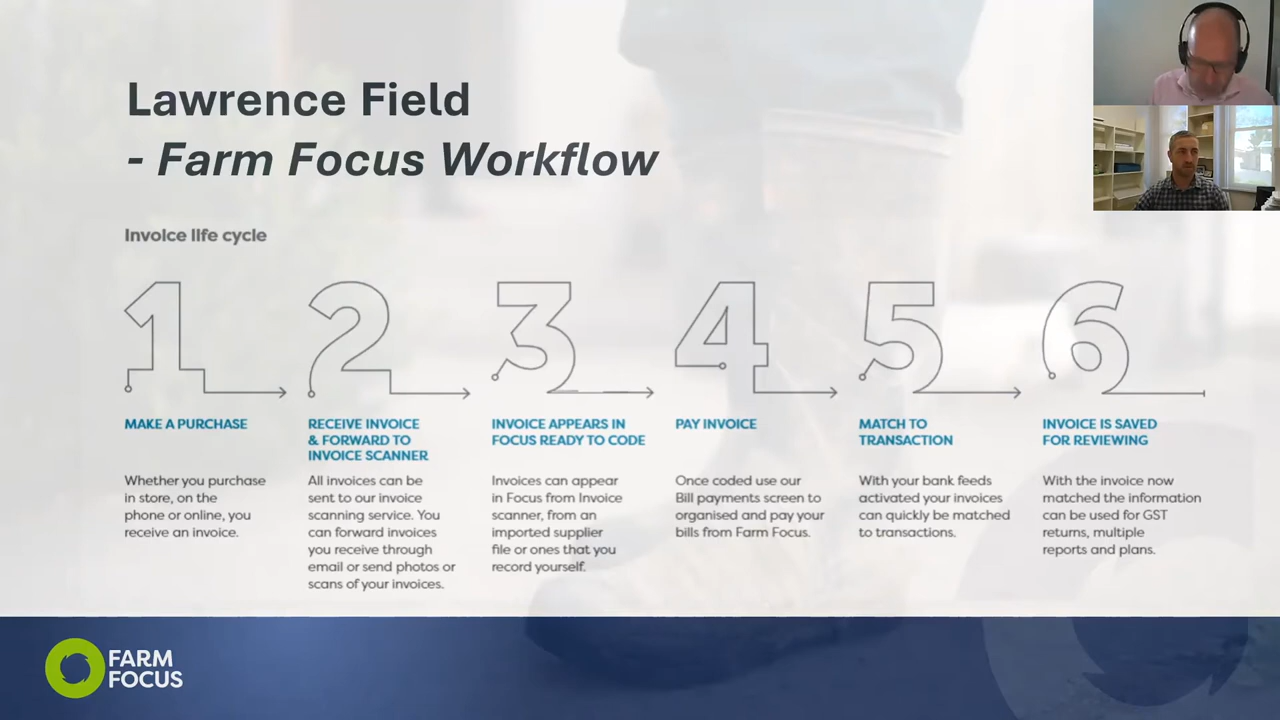 Lawrence Field
- Farm Focus Workflow
Invoice life cycle
1
MAKE A PURCHASE
Whether you purchase
in store, on the
phone or online, you
receive an invoice.
2
RECEIVE INVOICE
& FORWARD TO
INVOICE SCANNER
All invoices can be
sent to our invoice
scanning service. You
can forward invoices
you receive through
email or send photos or
scans of your invoices.
3
INVOICE APPEARS IN
FOCUS READY TO CODE
Invoices can appear
in Focus from Invoice
scanner, from an
imported supplier
file or ones that you
record yourself.
4
PAY INVOICE
Once coded use our
Bill payments screen to
organised and pay your
bills from Farm Focus.
5
MATCH TO
TRANSACTION
With your bank feeds
activated your invoices
can quickly be matched
to transactions.
6
INVOICE IS SAVED
FOR REVIEWING
With the invoice now
matched the information
can be used for GST
returns, multiple
reports and plans.
FARM
FOCUS